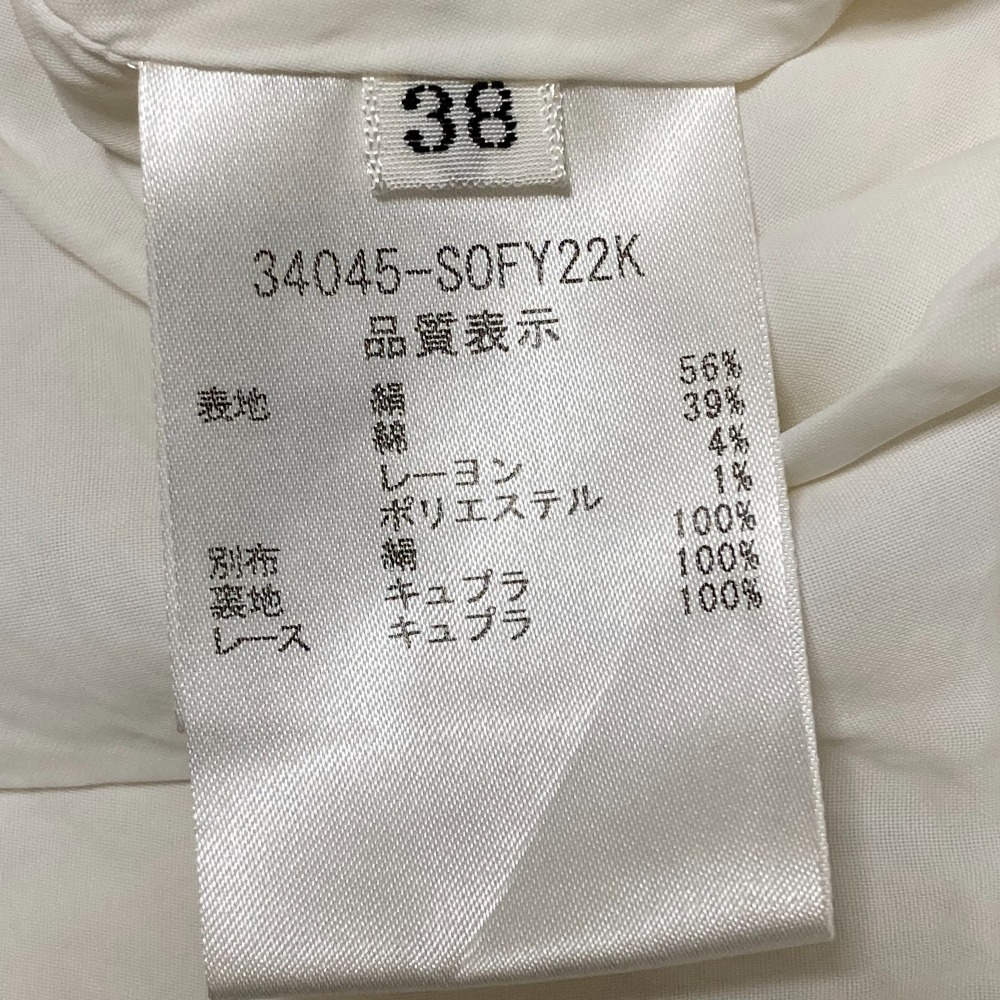 38
34045-SOFY22K
品質表示
表地 絹 56%
綿 39%
レーヨン 4%
ポリエステル 1%
別布 絹 100%
裏地 キュプラ 100%
レース キュプラ 100%